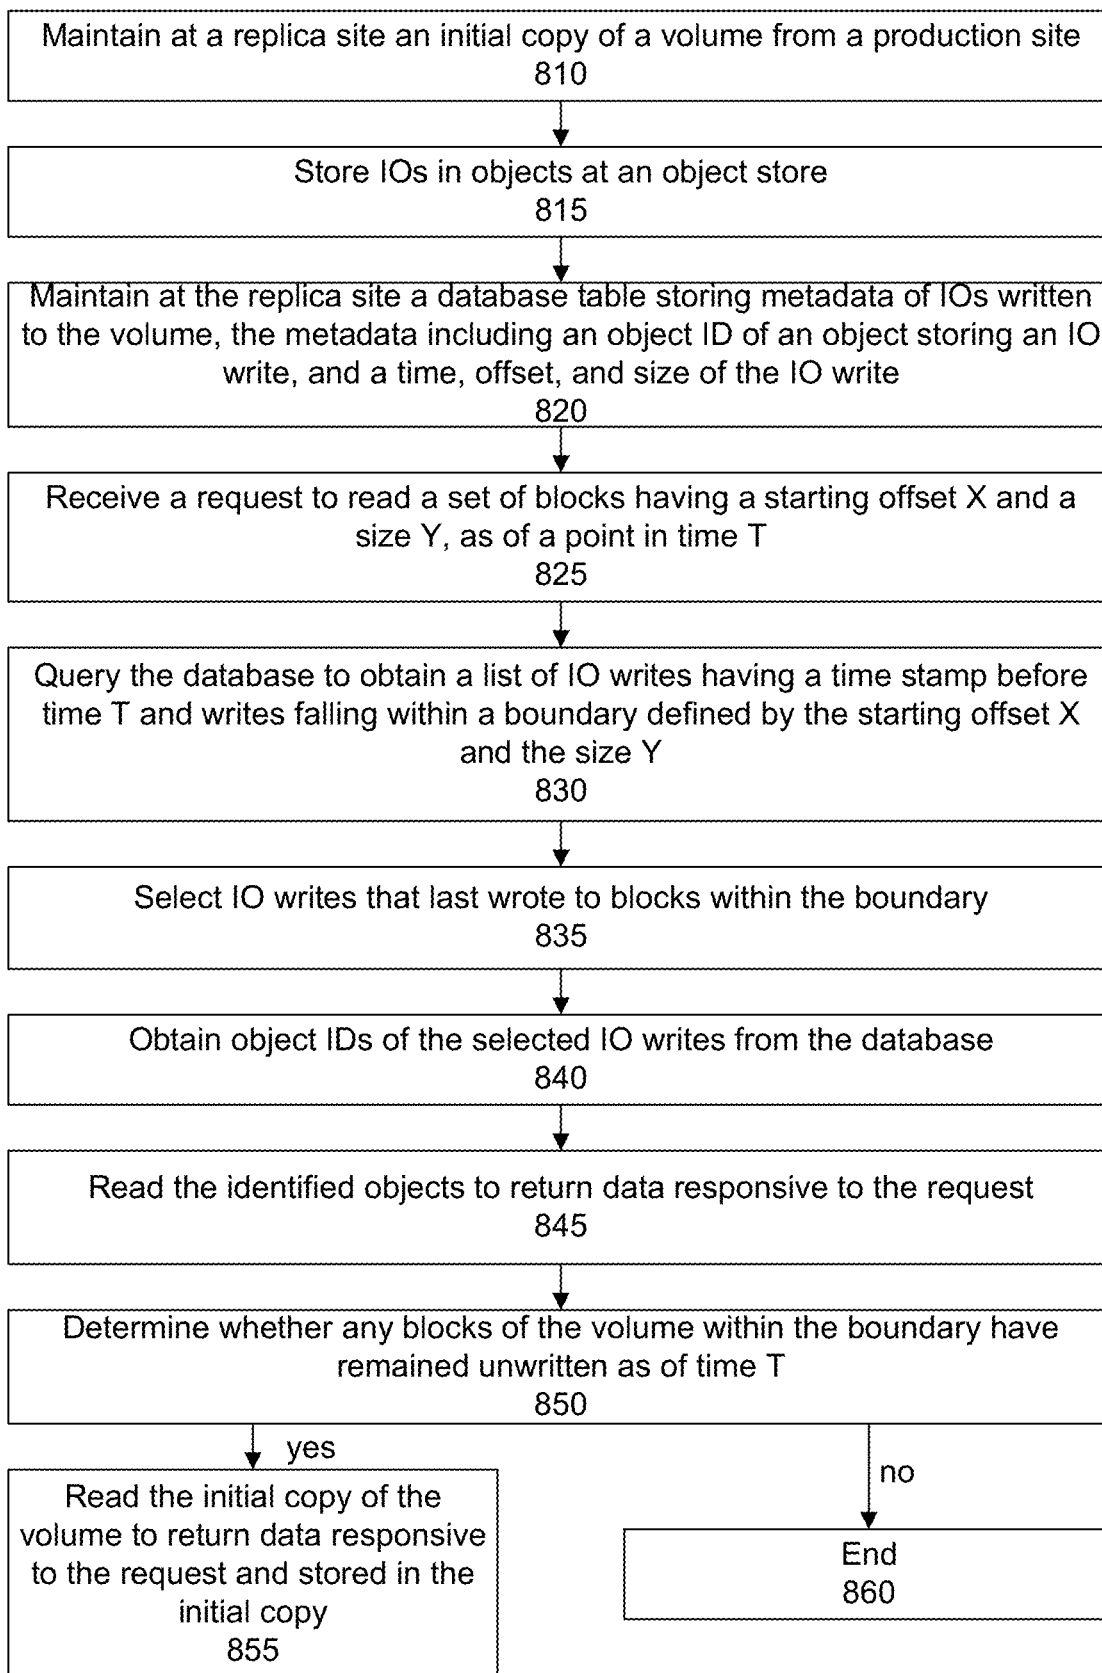 Maintain at a replica site an initial copy of a volume from a production site
810
Store IOs in objects at an object store
815
Maintain at the replica site a database table storing metadata of IOs written
to the volume, the metadata including an object ID of an object storing an IO
write, and a time, offset, and size of the IO write
820
Receive a request to read a set of blocks having a starting offset X and a
size Y, as of a point in time T
825
Query the database to obtain a list of IO writes having a time stamp before
time T and writes falling within a boundary defined by the starting offset X
and the size Y
830
Select IO writes that last wrote to blocks within the boundary
835
Obtain object IDs of the selected IO writes from the database
840
Read the identified objects to return data responsive to the request
845
Determine whether any blocks of the volume within the boundary have
remained unwritten as of time T
850
yes
no
Read the initial copy of the
volume to return data responsive
to the request and stored in the
initial copy
855
End
860